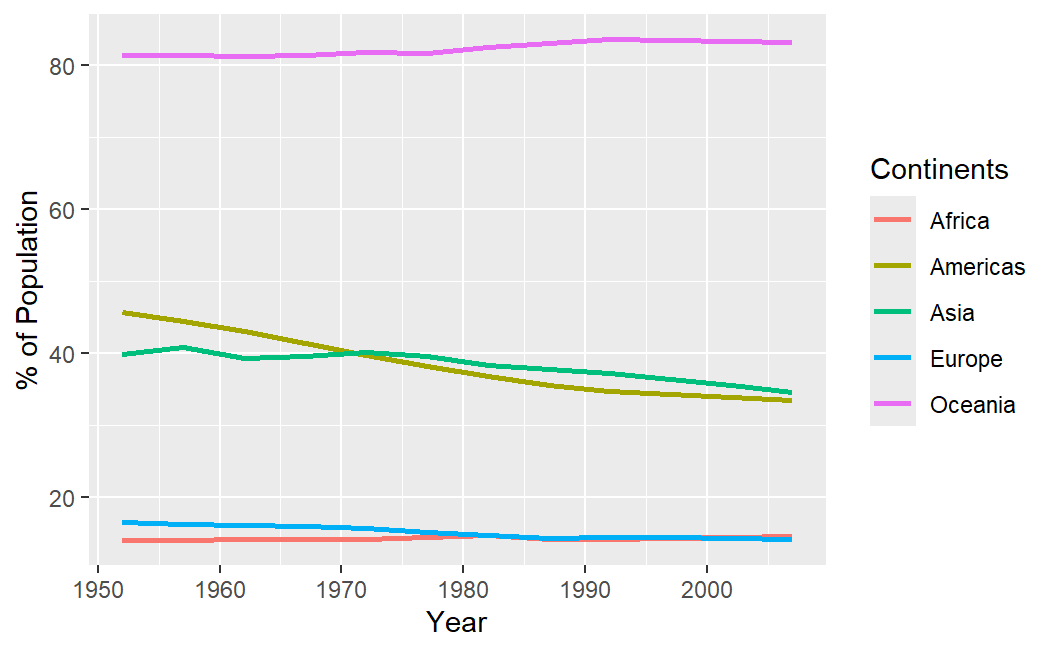 80
60
40
20
% of Population
1950 1960 1970 1980 1990 2000
Year
Continents
Africa
Americas
Asia
Europe
Oceania